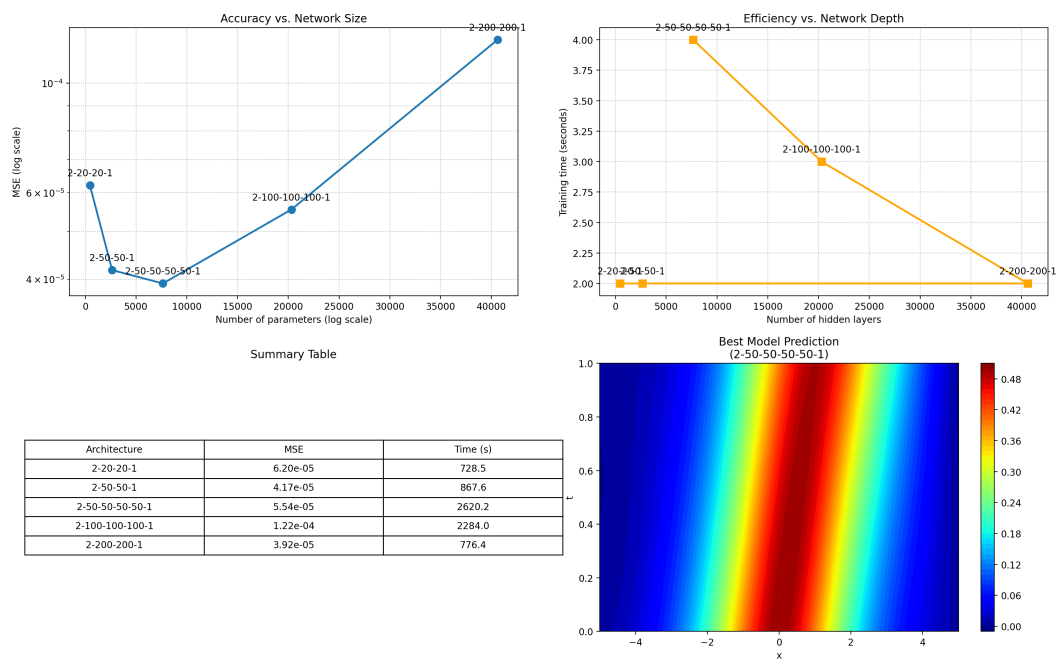 Accuracy vs. Network Size
2-200-200-1
10⁻⁴
2-20-20-1
6 × 10⁻⁵
2-100-100-100-1
2-50-50-1
2-50-50-50-50-1
4 × 10⁻⁵
MSE (log scale)
0 5000 10000 15000 20000 25000 30000 35000 40000
Number of parameters (log scale)
Efficiency vs. Network Depth
2-50-50-50-50-1
4.00
3.75
3.50
3.25
2-100-100-100-1
3.00
2.75
2.50
2.25
2-20-20-1 2-50-50-1 2-200-200-1
2.00
Training time (seconds)
0 5000 10000 15000 20000 25000 30000 35000 40000
Number of hidden layers
Summary Table
Architecture MSE Time (s)
2-20-20-1 6.20e-05 728.5
2-50-50-1 4.17e-05 867.6
2-50-50-50-50-1 5.54e-05 2620.2
2-100-100-100-1 1.22e-04 2284.0
2-200-200-1 3.92e-05 776.4
Best Model Prediction
(2-50-50-50-50-1)
1.0
0.8
0.6
0.4
0.2
0.0
t
−4 −2 0 2 4
x
0.48
0.42
0.36
0.30
0.24
0.18
0.12
0.06
0.00